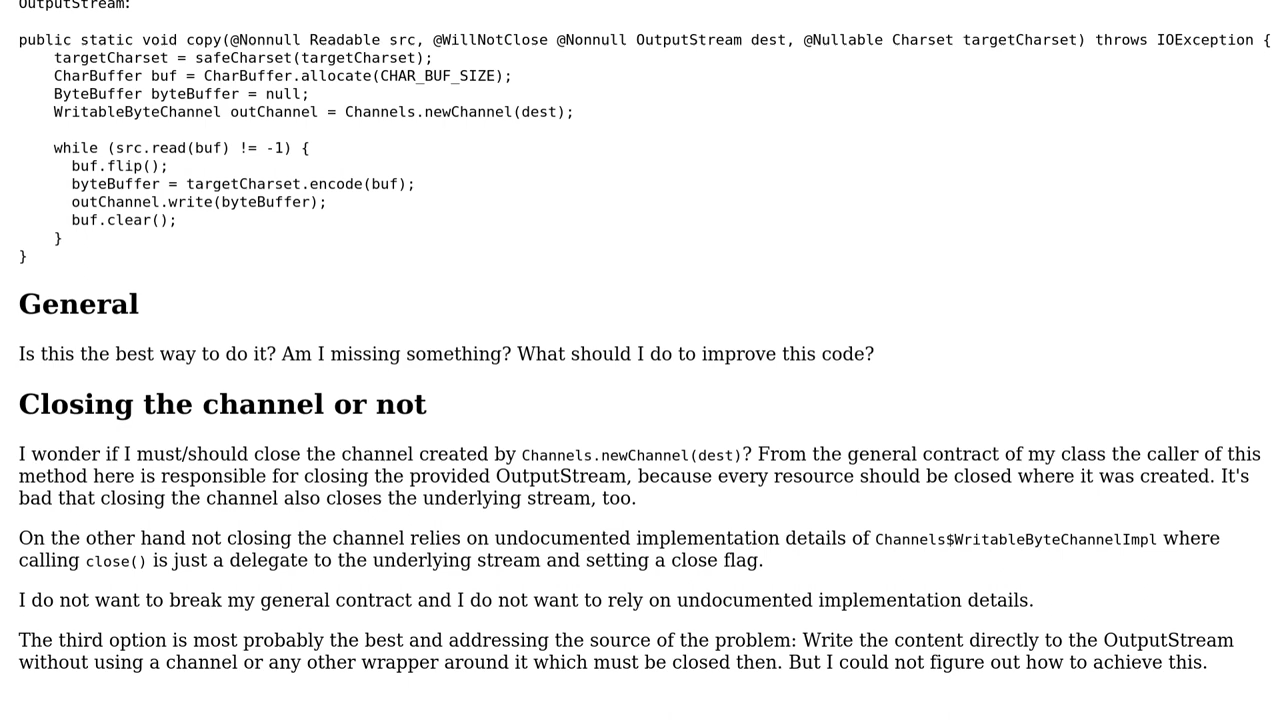 OutputStream:
public static void copy(@Nonnull Readable src, @WillNotClose @Nonnull OutputStream dest, @Nullable Charset targetCharset) throws IOException {
    targetCharset = safeCharset(targetCharset);
    CharBuffer buf = CharBuffer.allocate(CHAR_BUF_SIZE);
    ByteBuffer byteBuffer = null;
    WritableByteChannel outChannel = Channels.newChannel(dest);
    while (src.read(buf) != -1) {
      buf.flip();
      byteBuffer = targetCharset.encode(buf);
      outChannel.write(byteBuffer);
      buf.clear();
    }
}
General
Is this the best way to do it? Am I missing something? What should I do to improve this code?
Closing the channel or not
I wonder if I must/should close the channel created by Channels.newChannel(dest)? From the general contract of my class the caller of this
method here is responsible for closing the provided OutputStream, because every resource should be closed where it was created. It's
bad that closing the channel also closes the underlying stream, too.
On the other hand not closing the channel relies on undocumented implementation details of Channels$WritableByteChannelImpl where
calling close() is just a delegate to the underlying stream and setting a close flag.
I do not want to break my general contract and I do not want to rely on undocumented implementation details.
The third option is most probably the best and addressing the source of the problem: Write the content directly to the OutputStream
without using a channel or any other wrapper around it which must be closed then. But I could not figure out how to achieve this.